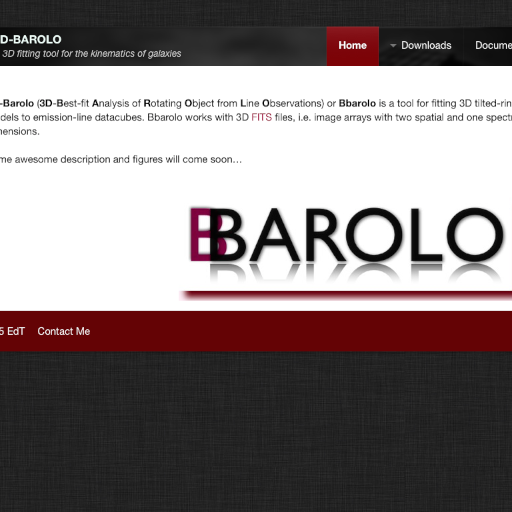 D-BAROLO
3D fitting tool for the kinematics of galaxies
Home
Downloads
Docume
-Barolo (3D-Best-fit Analysis of Rotating Object from Line Observations) or Bbarolo is a tool for fitting 3D tilted-rin
dels to emission-line datacubes. Bbarolo works with 3D FITS files, i.e. image arrays with two spatial and one spectr
mensions.
me awesome description and figures will come soon...
BBAROLO
5 EdT
Contact Me